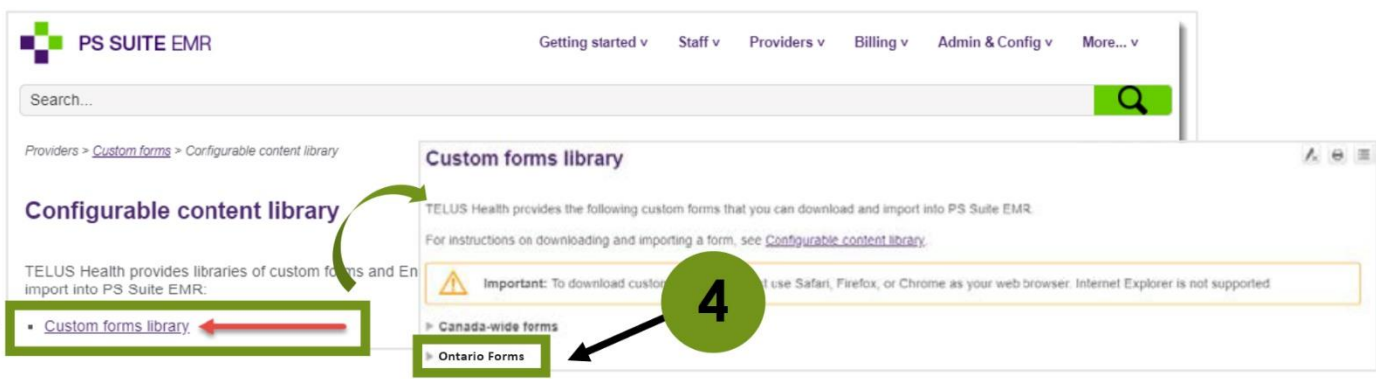 PS SUITE EMR
Getting started v Staff v Providers v Billing v Admin & Config v More... v
Search...
Providers > Custom forms > Configurable content library
Configurable content library
TELUS Health provides libraries of custom forms and En
import into PS Suite EMR:
▪ Custom forms library
Custom forms library
TELUS Health provides the following custom forms that you can download and import into PS Suite EMR.
For instructions on downloading and importing a form, see Configurable content library.
Important: To download custom t use Safari, Firefox, or Chrome as your web browser. Internet Explorer is not supported
4
Canada-wide forms
Ontario Forms